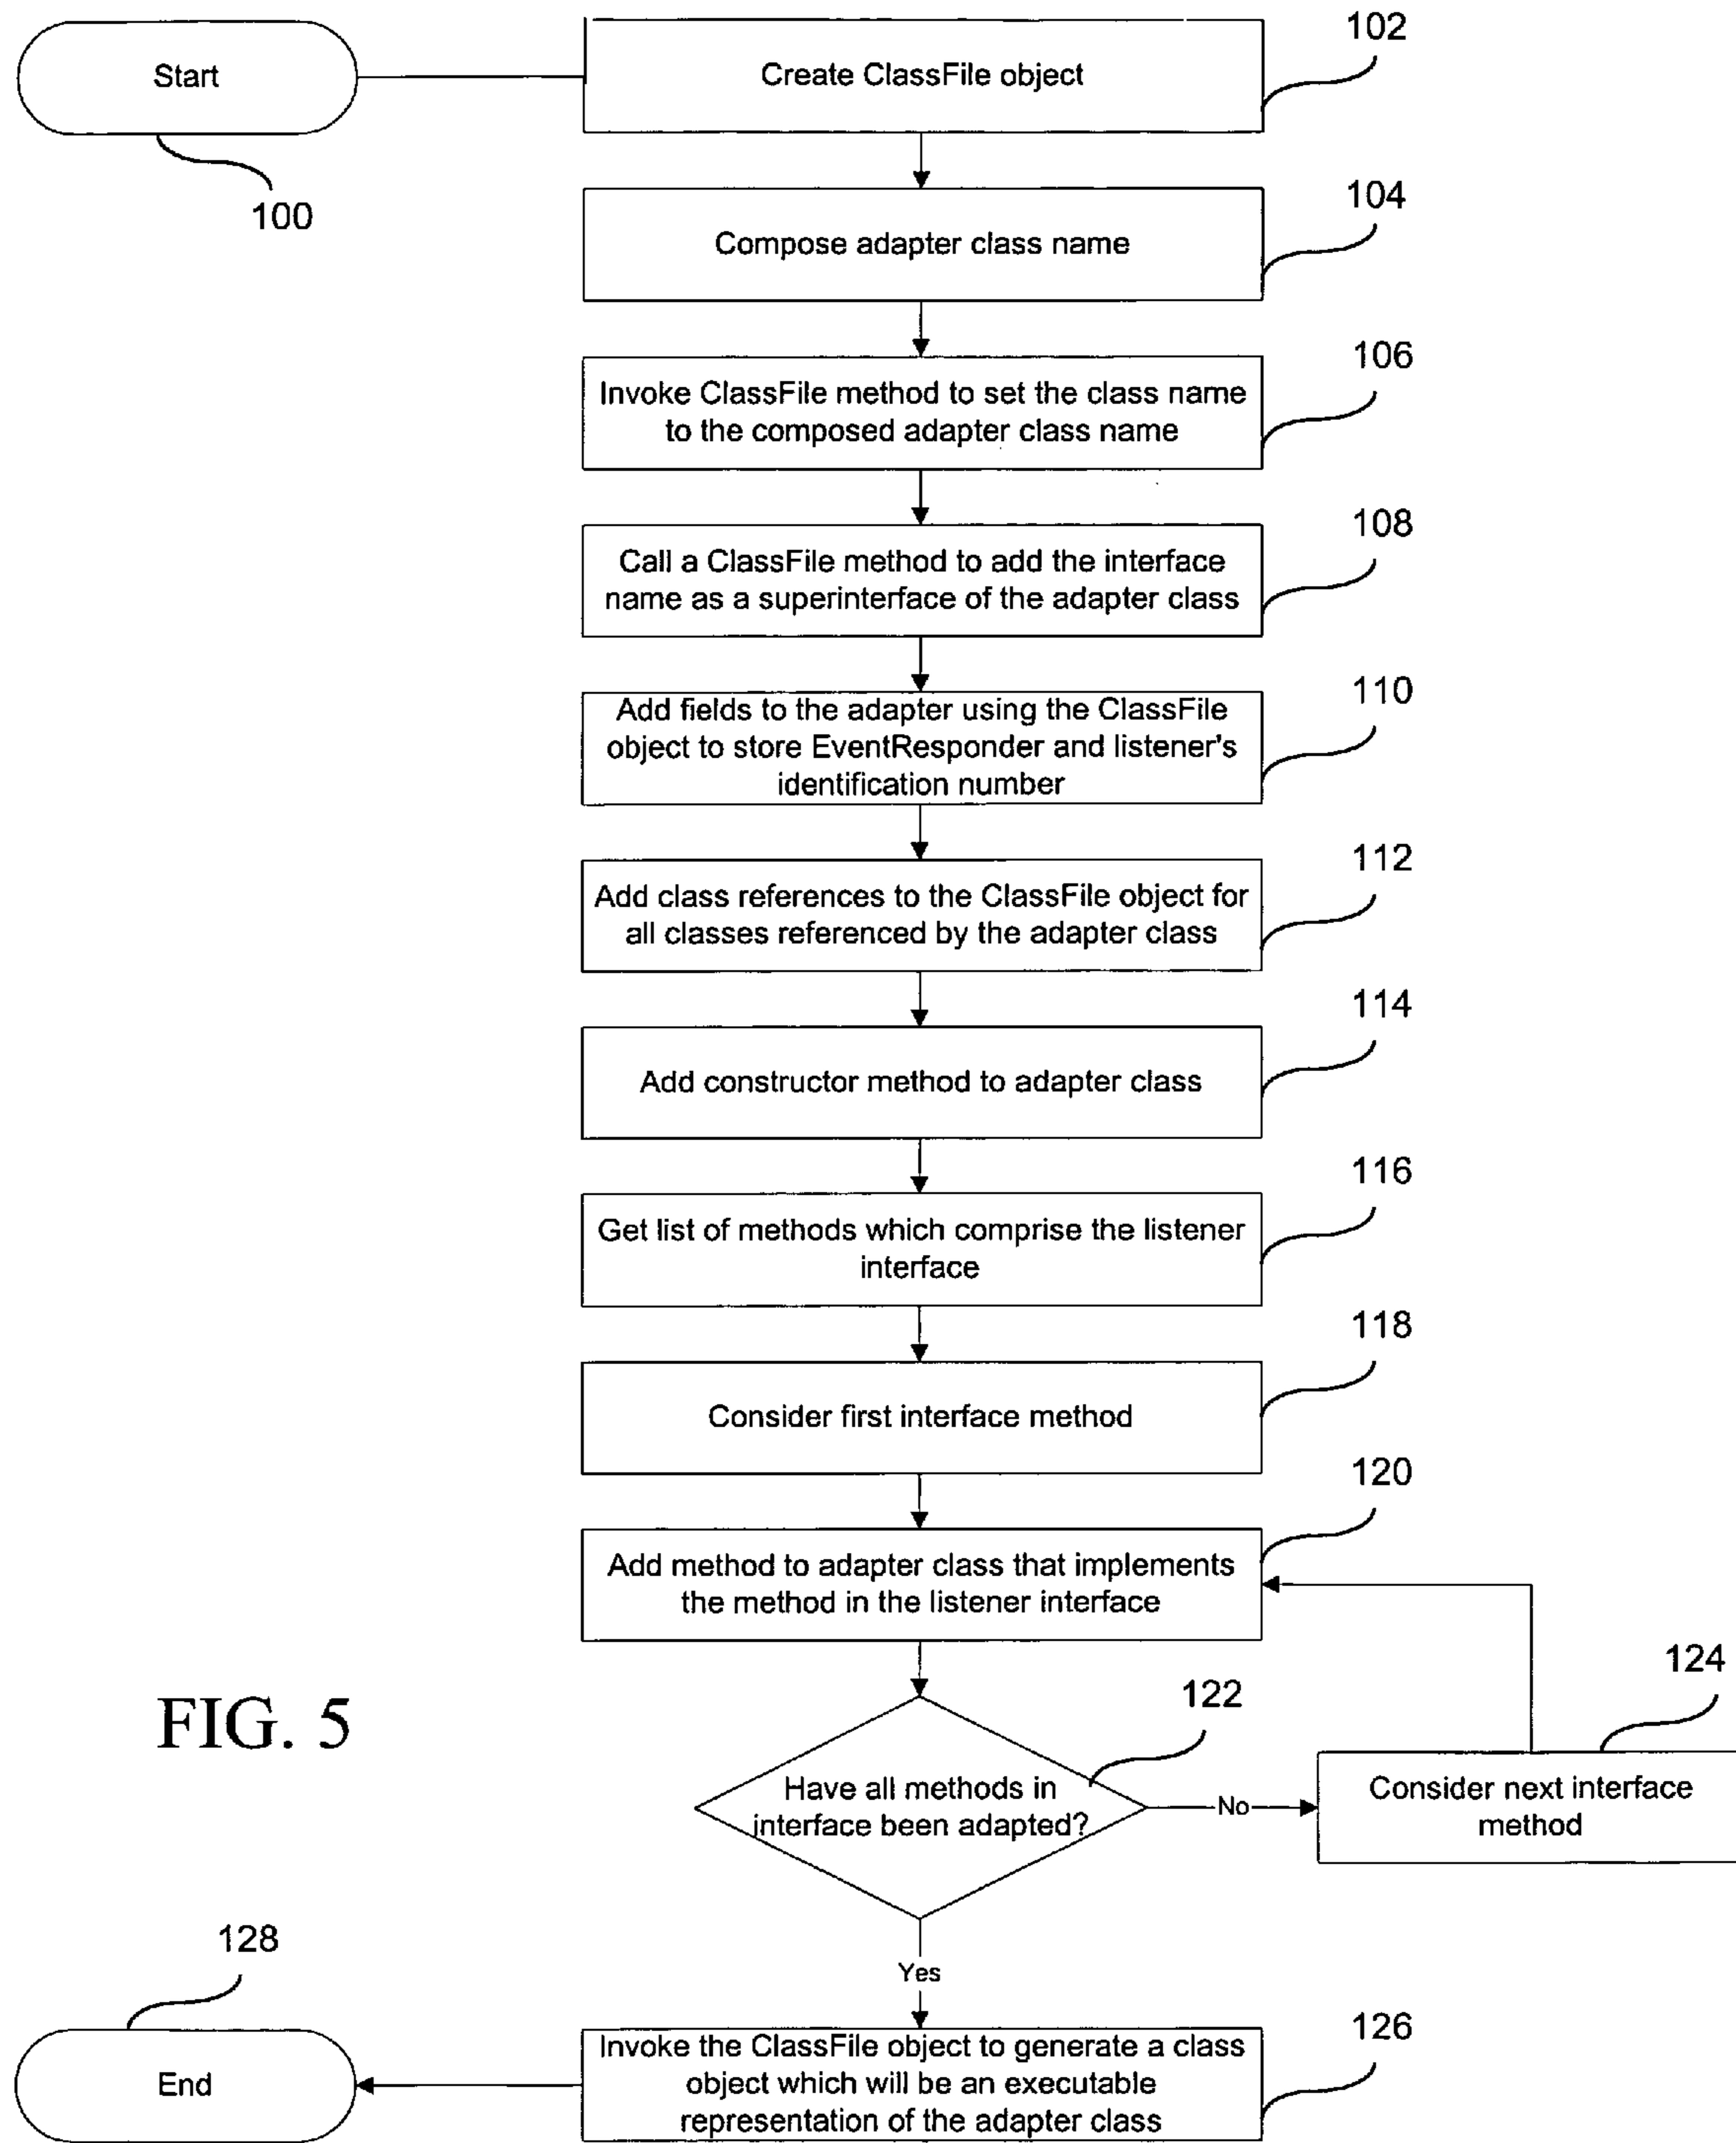 Start
100
Create ClassFile object
102
Compose adapter class name
104
Invoke ClassFile method to set the class name
to the composed adapter class name
106
Call a ClassFile method to add the interface
name as a superinterface of the adapter class
108
Add fields to the adapter using the ClassFile
object to store EventResponder and listener's
identification number
110
Add class references to the ClassFile object for
all classes referenced by the adapter class
112
Add constructor method to adapter class
114
Get list of methods which comprise the listener
interface
116
Consider first interface method
118
Add method to adapter class that implements
the method in the listener interface
120
Have all methods in
interface been adapted?
122
No
Consider next interface
method
124
Yes
Invoke the ClassFile object to generate a class
object which will be an executable
representation of the adapter class
126
End
128
FIG. 5